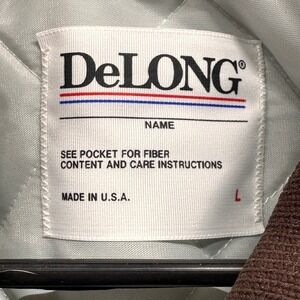 DeLONG®
NAME
SEE POCKET FOR FIBER
CONTENT AND CARE INSTRUCTIONS
MADE IN U.S.A.
L